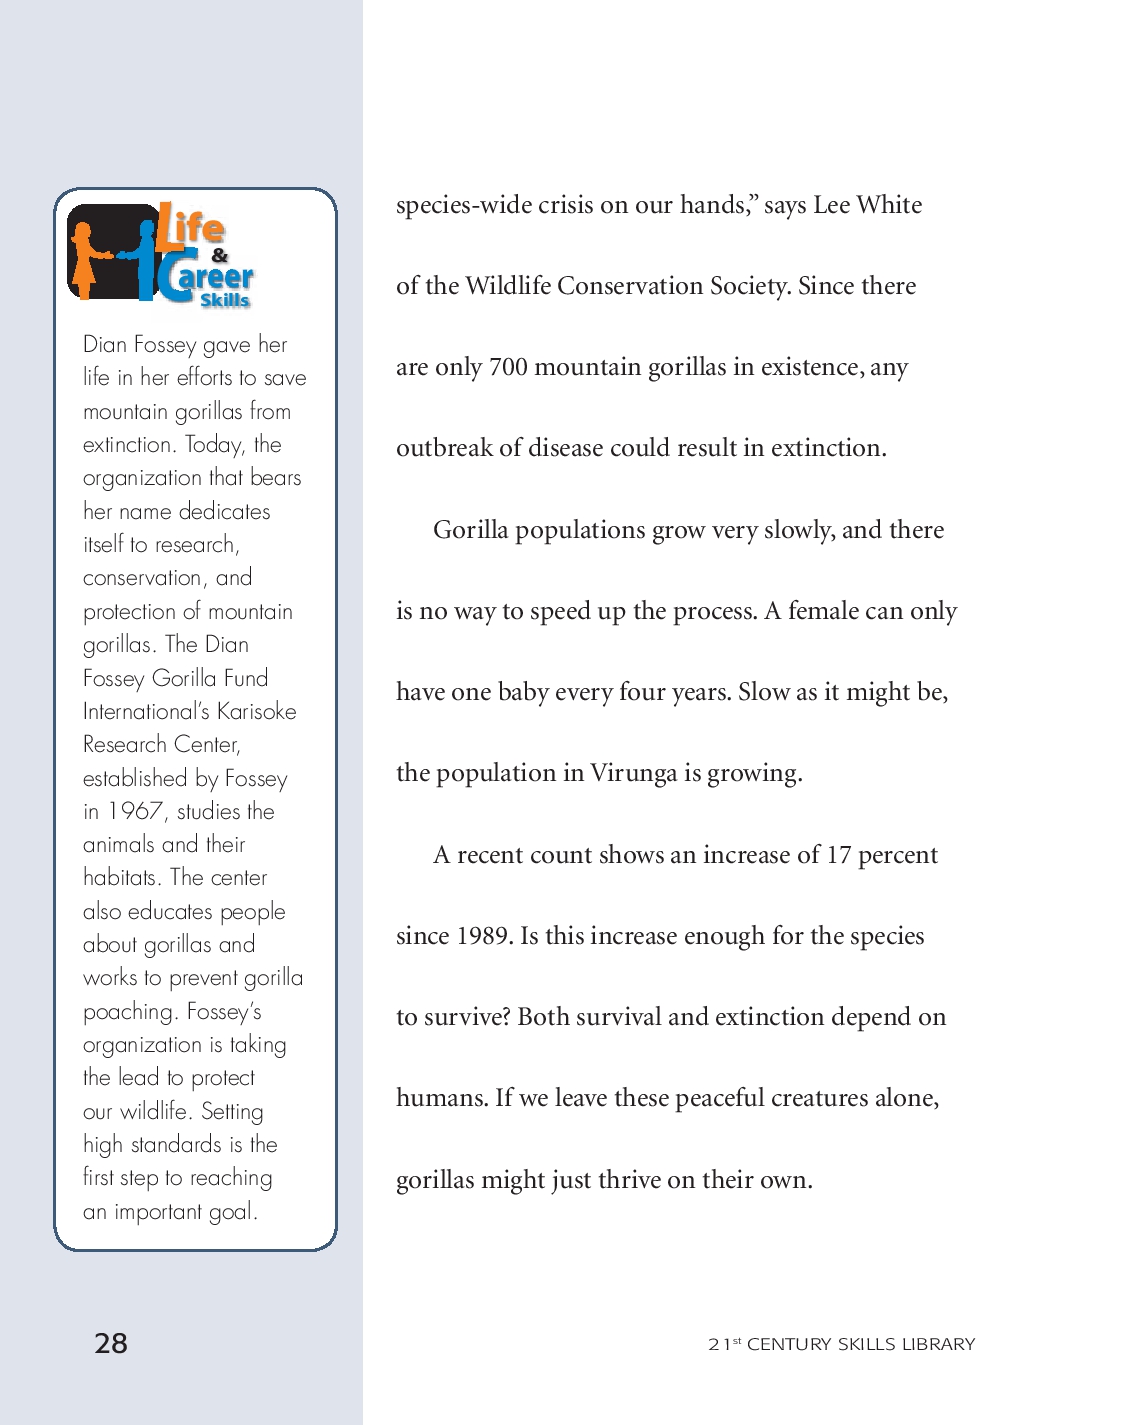 Life
&
Career
Skills
Dian Fossey gave her
life in her efforts to save
mountain gorillas from
extinction. Today, the
organization that bears
her name dedicates
itself to research,
conservation, and
protection of mountain
gorillas. The Dian
Fossey Gorilla Fund
International’s Karisoke
Research Center,
established by Fossey
in 1967, studies the
animals and their
habitats. The center
also educates people
about gorillas and
works to prevent gorilla
poaching. Fossey’s
organization is taking
the lead to protect
our wildlife. Setting
high standards is the
first step to reaching
an important goal.
species-wide crisis on our hands,” says Lee White
of the Wildlife Conservation Society. Since there
are only 700 mountain gorillas in existence, any
outbreak of disease could result in extinction.
Gorilla populations grow very slowly, and there
is no way to speed up the process. A female can only
have one baby every four years. Slow as it might be,
the population in Virunga is growing.
A recent count shows an increase of 17 percent
since 1989. Is this increase enough for the species
to survive? Both survival and extinction depend on
humans. If we leave these peaceful creatures alone,
gorillas might just thrive on their own.
28
21st CENTURY SKILLS LIBRARY